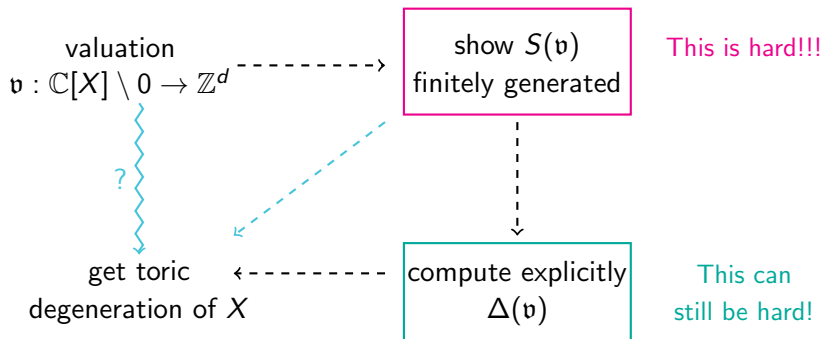 valuation
𝔳 : ℂ[X] \ 0 → ℤᵈ
show S(𝔳)
finitely generated
This is hard!!!
?
get toric
degeneration of X
compute explicitly
Δ(𝔳)
This can
still be hard!